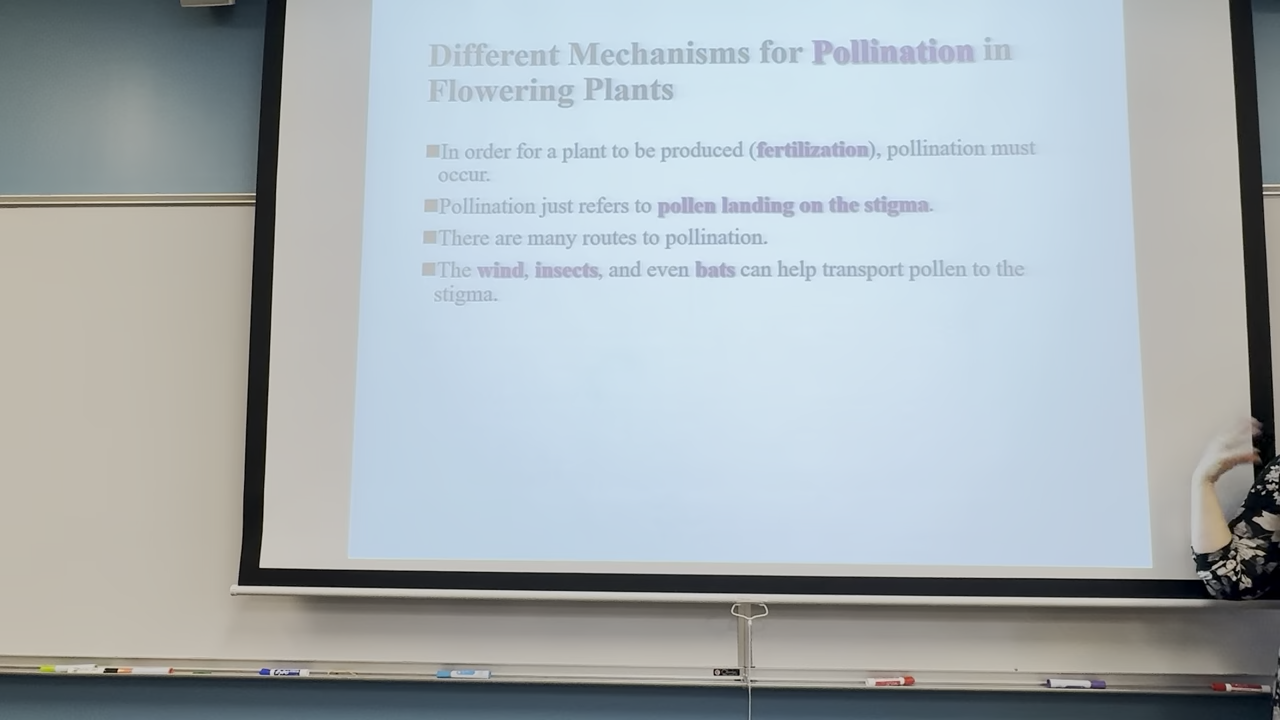 Different Mechanisms for Pollination in
Flowering Plants
In order for a plant to be produced (fertilization), pollination must
occur.
Pollination just refers to pollen landing on the stigma.
There are many routes to pollination.
The wind, insects, and even bats can help transport pollen to the
stigma.